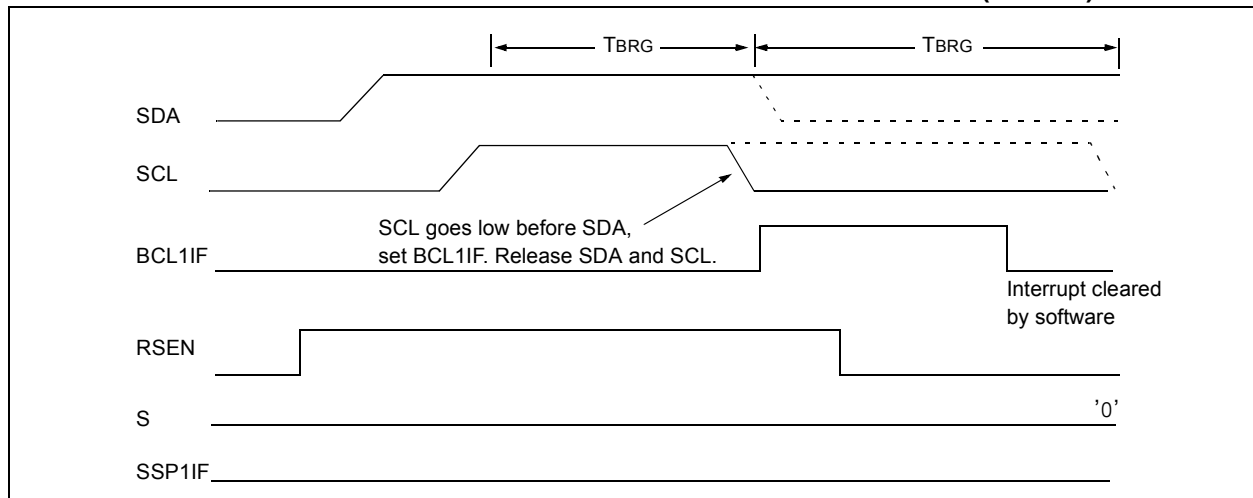 TBRG
TBRG
SDA
SCL
SCL goes low before SDA,
set BCL1IF. Release SDA and SCL.
BCL1IF
Interrupt cleared
by software
RSEN
S
'0'
SSP1IF